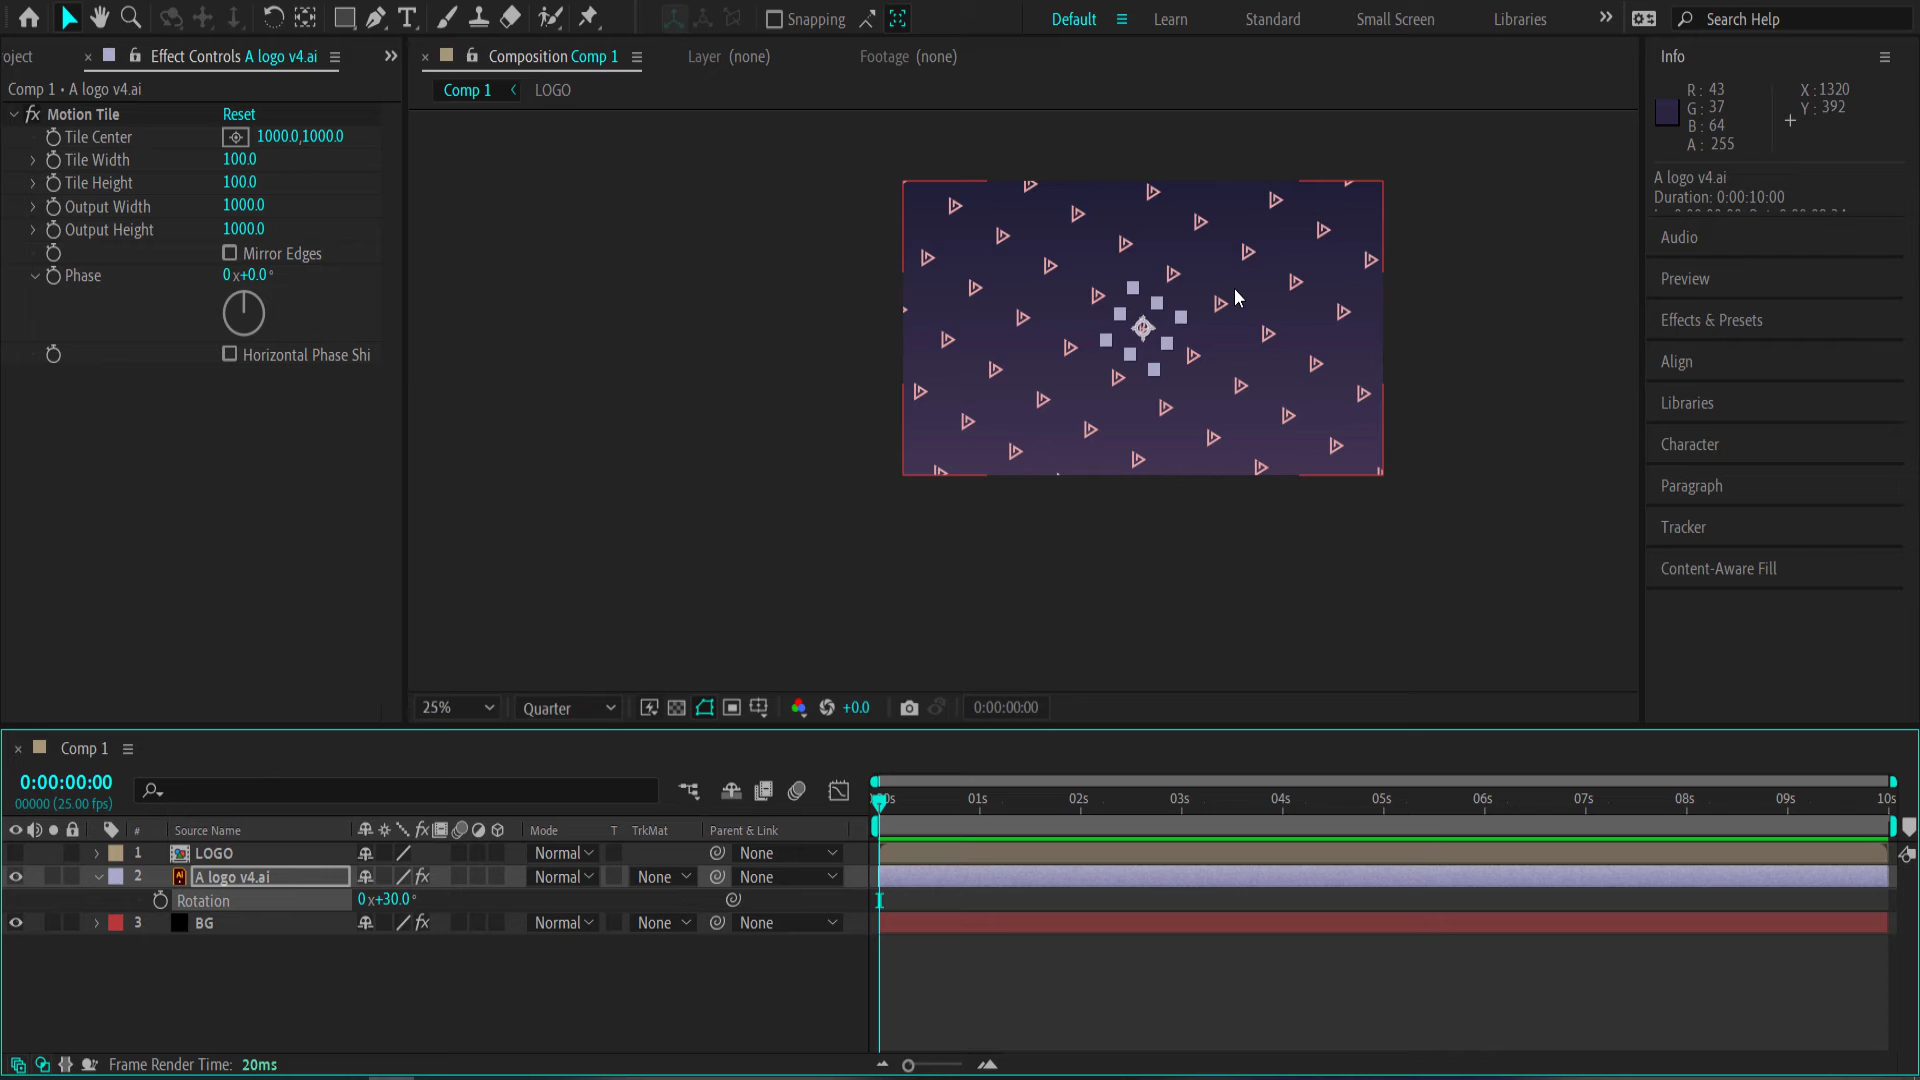 Snapping
Default
Learn
Standard
Small Screen
Libraries
Search Help
oject
Effect Controls A logo v4.ai
Composition Comp 1
Layer (none)
Footage (none)
Info
Comp 1 • A logo v4.ai
Comp 1
LOGO
R: 43
G: 37
B: 64
A: 255
X: 1320
Y: 392
fx Motion Tile Reset
Tile Center 1000.0,1000.0
Tile Width 100.0
Tile Height 100.0
Output Width 1000.0
Output Height 1000.0
Mirror Edges
Phase 0x+0.0°
Horizontal Phase Shi
A logo v4.ai
Duration: 0:00:10:00
Audio
Preview
Effects & Presets
Align
Libraries
Character
Paragraph
Tracker
Content-Aware Fill
25% Quarter +0.0 0:00:00:00
Comp 1
0:00:00:00
00000 (25.00 fps)
01s 02s 03s 04s 05s 06s 07s 08s 09s 10s
# Source Name fx Mode T TrkMat Parent & Link
1 LOGO Normal None
2 A logo v4.ai fx Normal None None
Rotation 0x+30.0°
3 BG fx Normal None None
Frame Render Time: 20ms